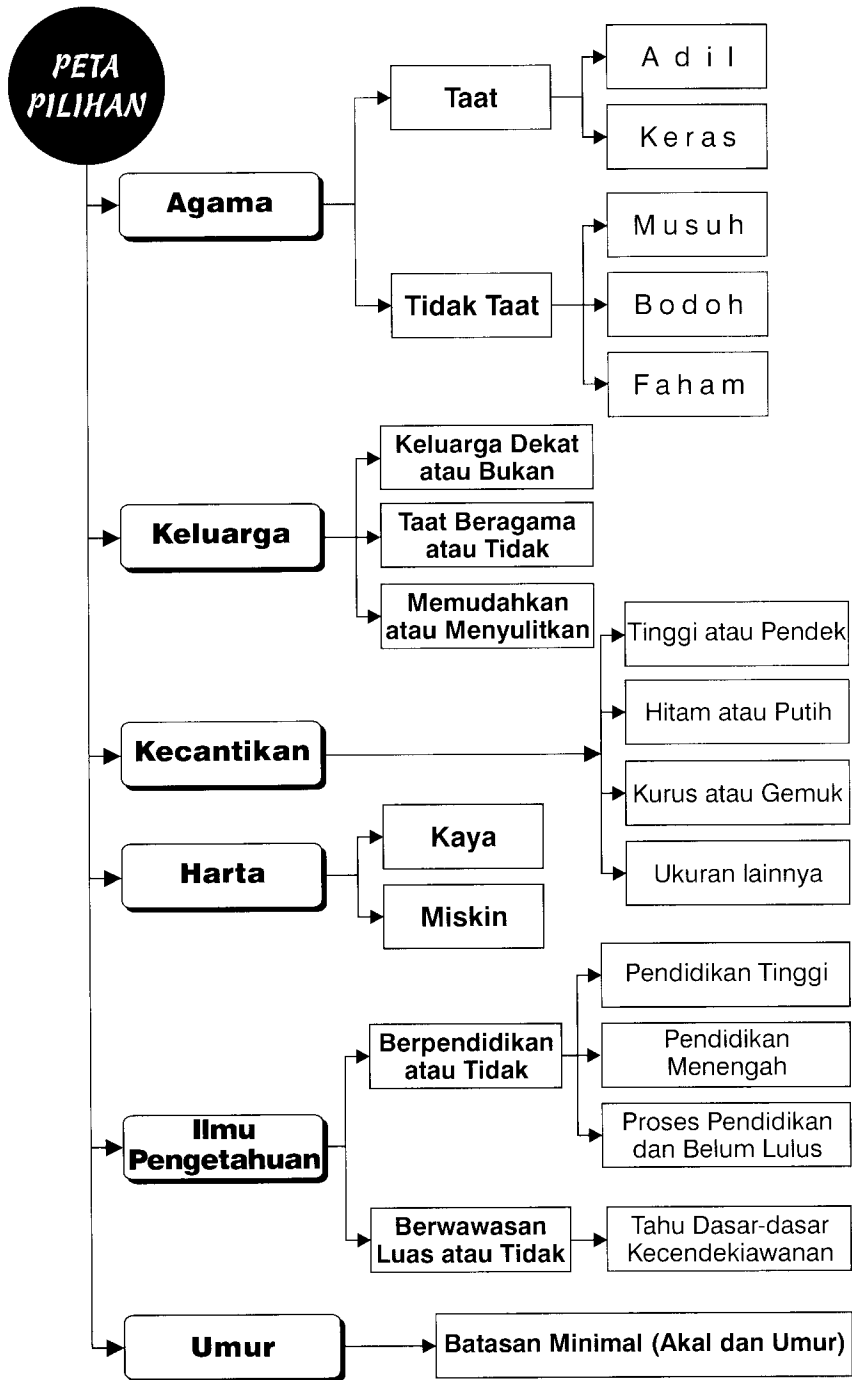 PETA
PILIHAN
Agama
Taat
Adil
Keras
Tidak Taat
Musuh
Bodoh
Faham
Keluarga
Keluarga Dekat
atau Bukan
Taat Beragama
atau Tidak
Memudahkan
atau Menyulitkan
Kecantikan
Tinggi atau Pendek
Hitam atau Putih
Kurus atau Gemuk
Ukuran lainnya
Harta
Kaya
Miskin
Ilmu
Pengetahuan
Berpendidikan
atau Tidak
Pendidikan Tinggi
Pendidikan
Menengah
Proses Pendidikan
dan Belum Lulus
Berwawasan
Luas atau Tidak
Tahu Dasar-dasar
Kecendekiawanan
Umur
Batasan Minimal (Akal dan Umur)